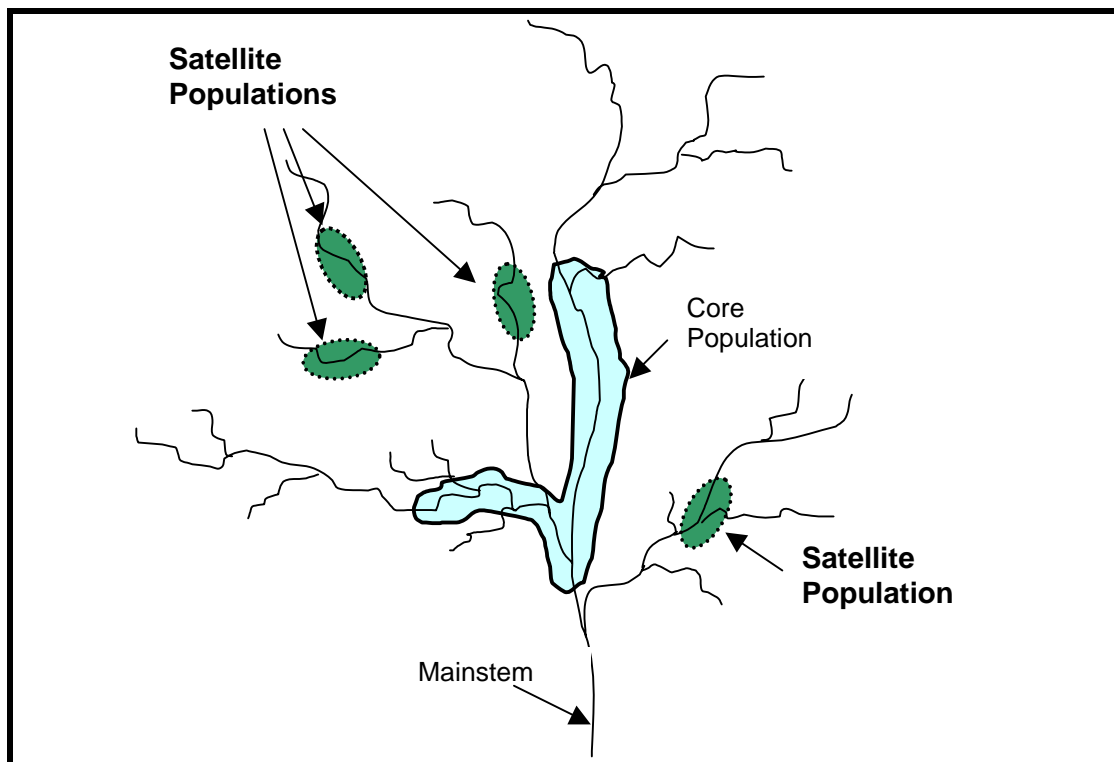 Satellite
Populations
Core
Population
Satellite
Population
Mainstem